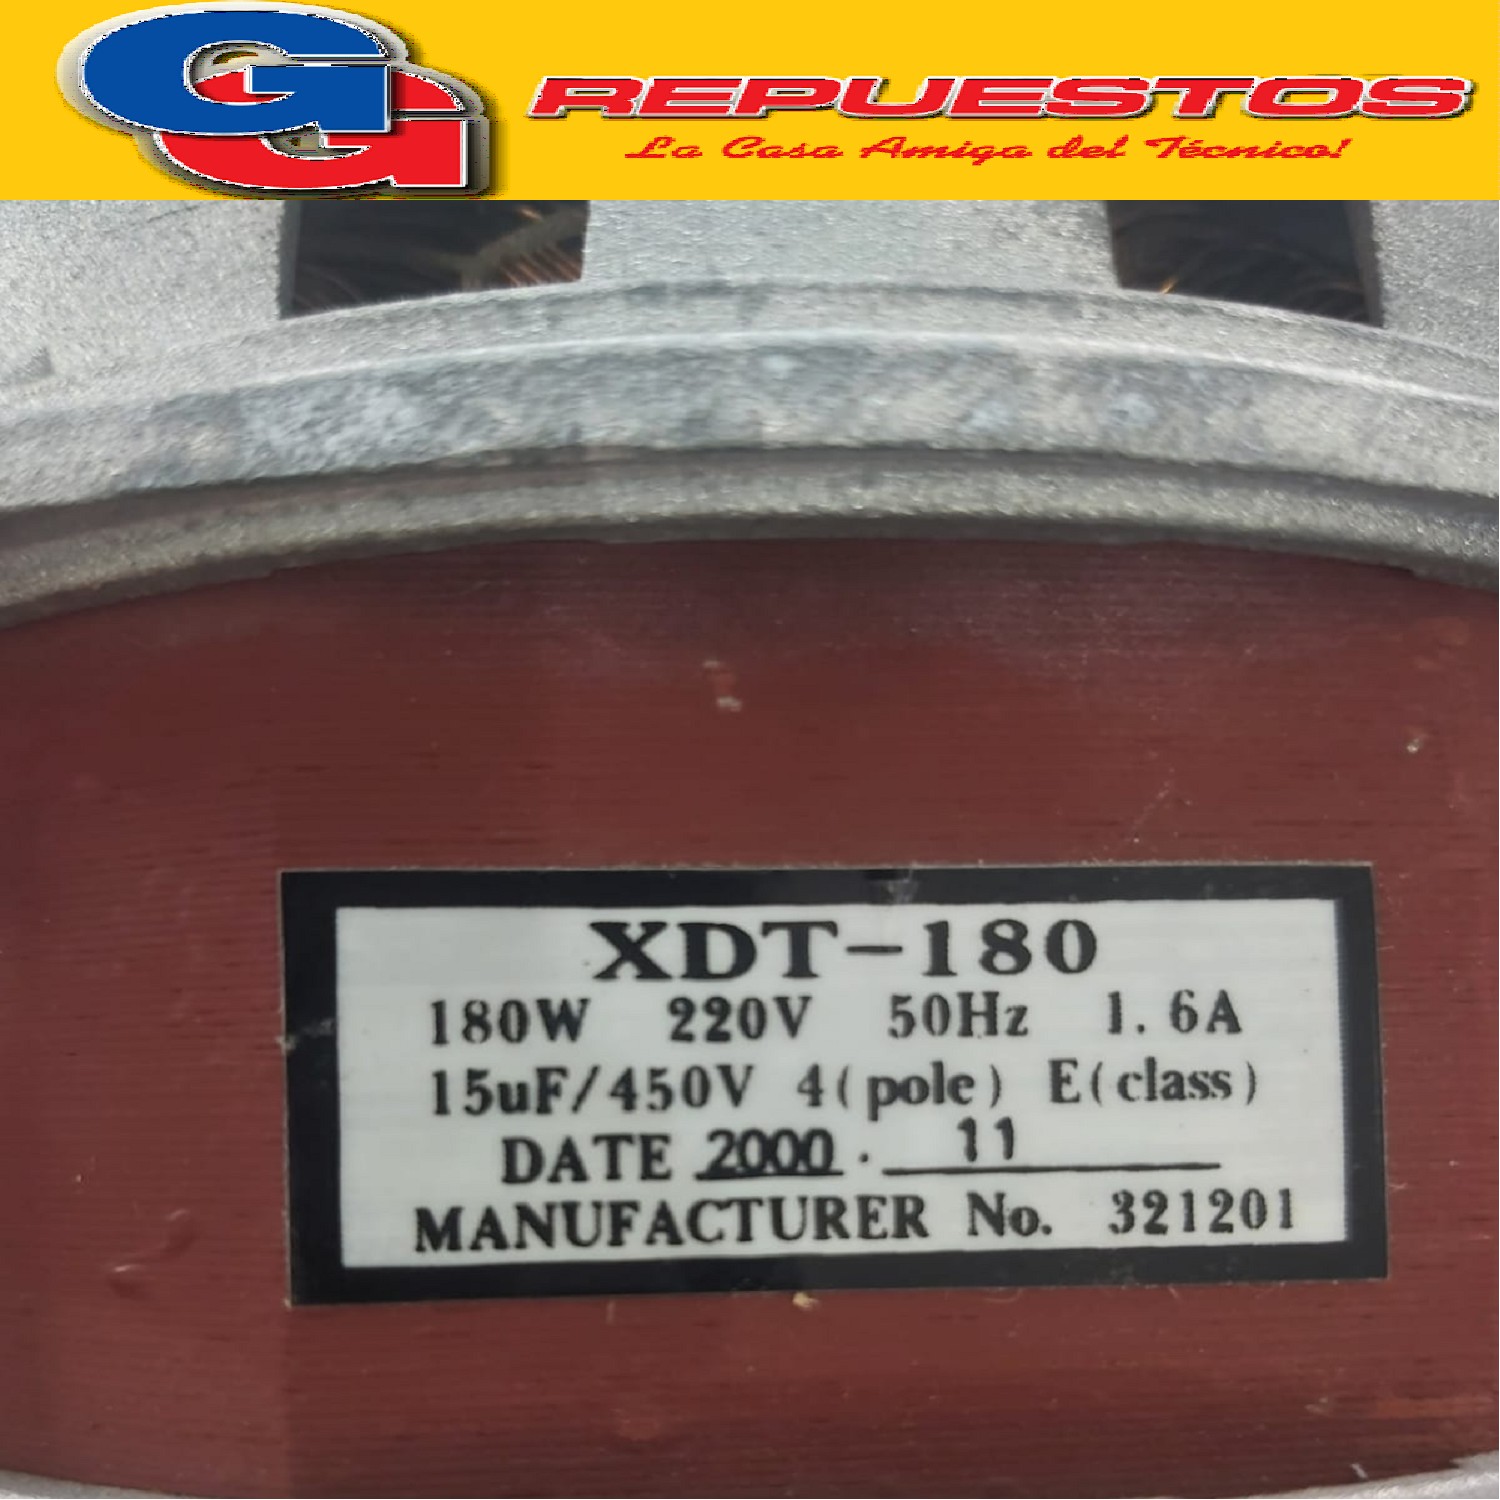 GG REPUESTOS
La Casa Amiga del Técnico!
XDT-180
180W 220V 50Hz 1.6A
15uF/450V 4(pole) E(class)
DATE 2000. 11
MANUFACTURER No. 321201